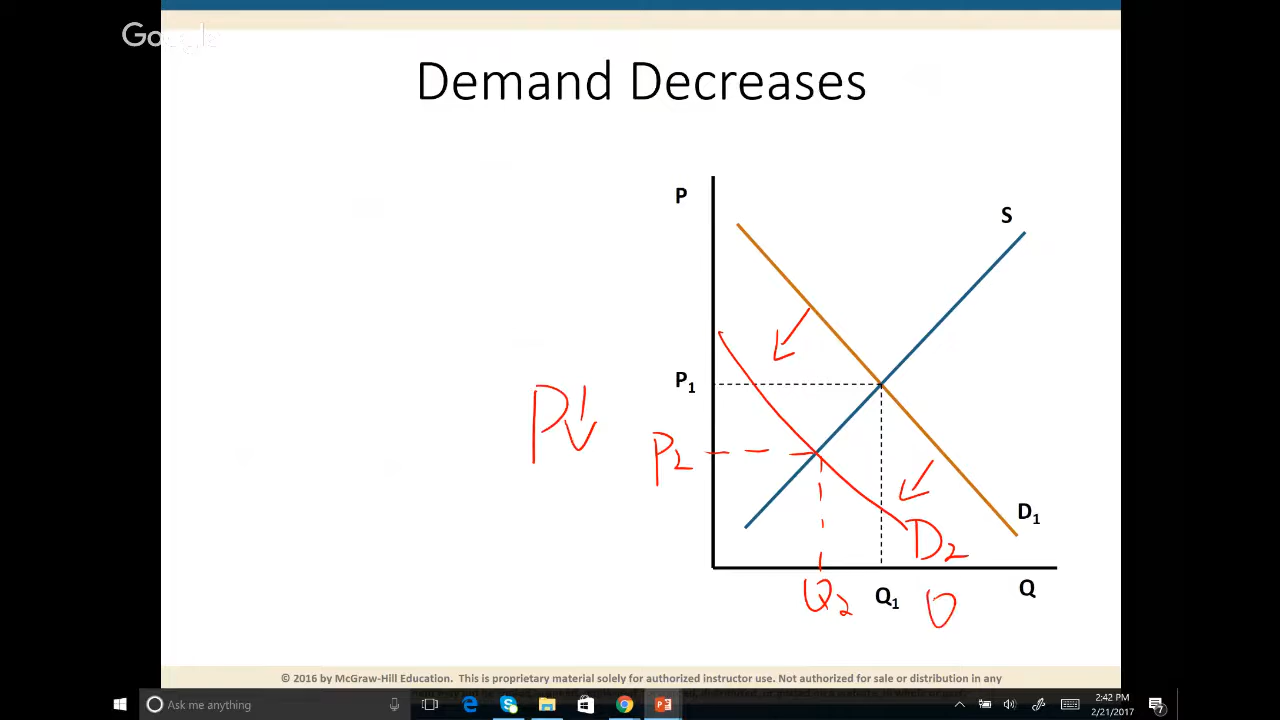 Google
Demand Decreases
P
S
P1
P↓
P2
D1
D2
Q2
Q1
Q
© 2016 by McGraw-Hill Education. This is proprietary material solely for authorized instructor use. Not authorized for sale or distribution in any
Ask me anything
2:42 PM
2/21/2017
7